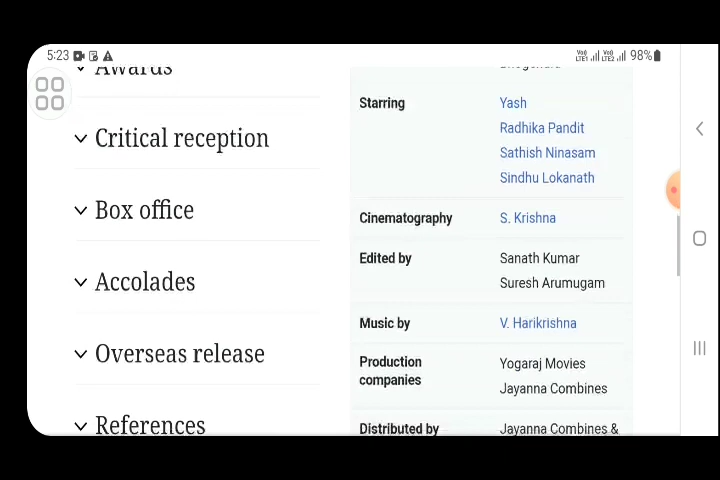 5:23
98%
Awards
Critical reception
Box office
Accolades
Overseas release
References
Starring
Yash
Radhika Pandit
Sathish Ninasam
Sindhu Lokanath
Cinematography
S. Krishna
Edited by
Sanath Kumar
Suresh Arumugam
Music by
V. Harikrishna
Production
companies
Yogaraj Movies
Jayanna Combines
Distributed by
Jayanna Combines &